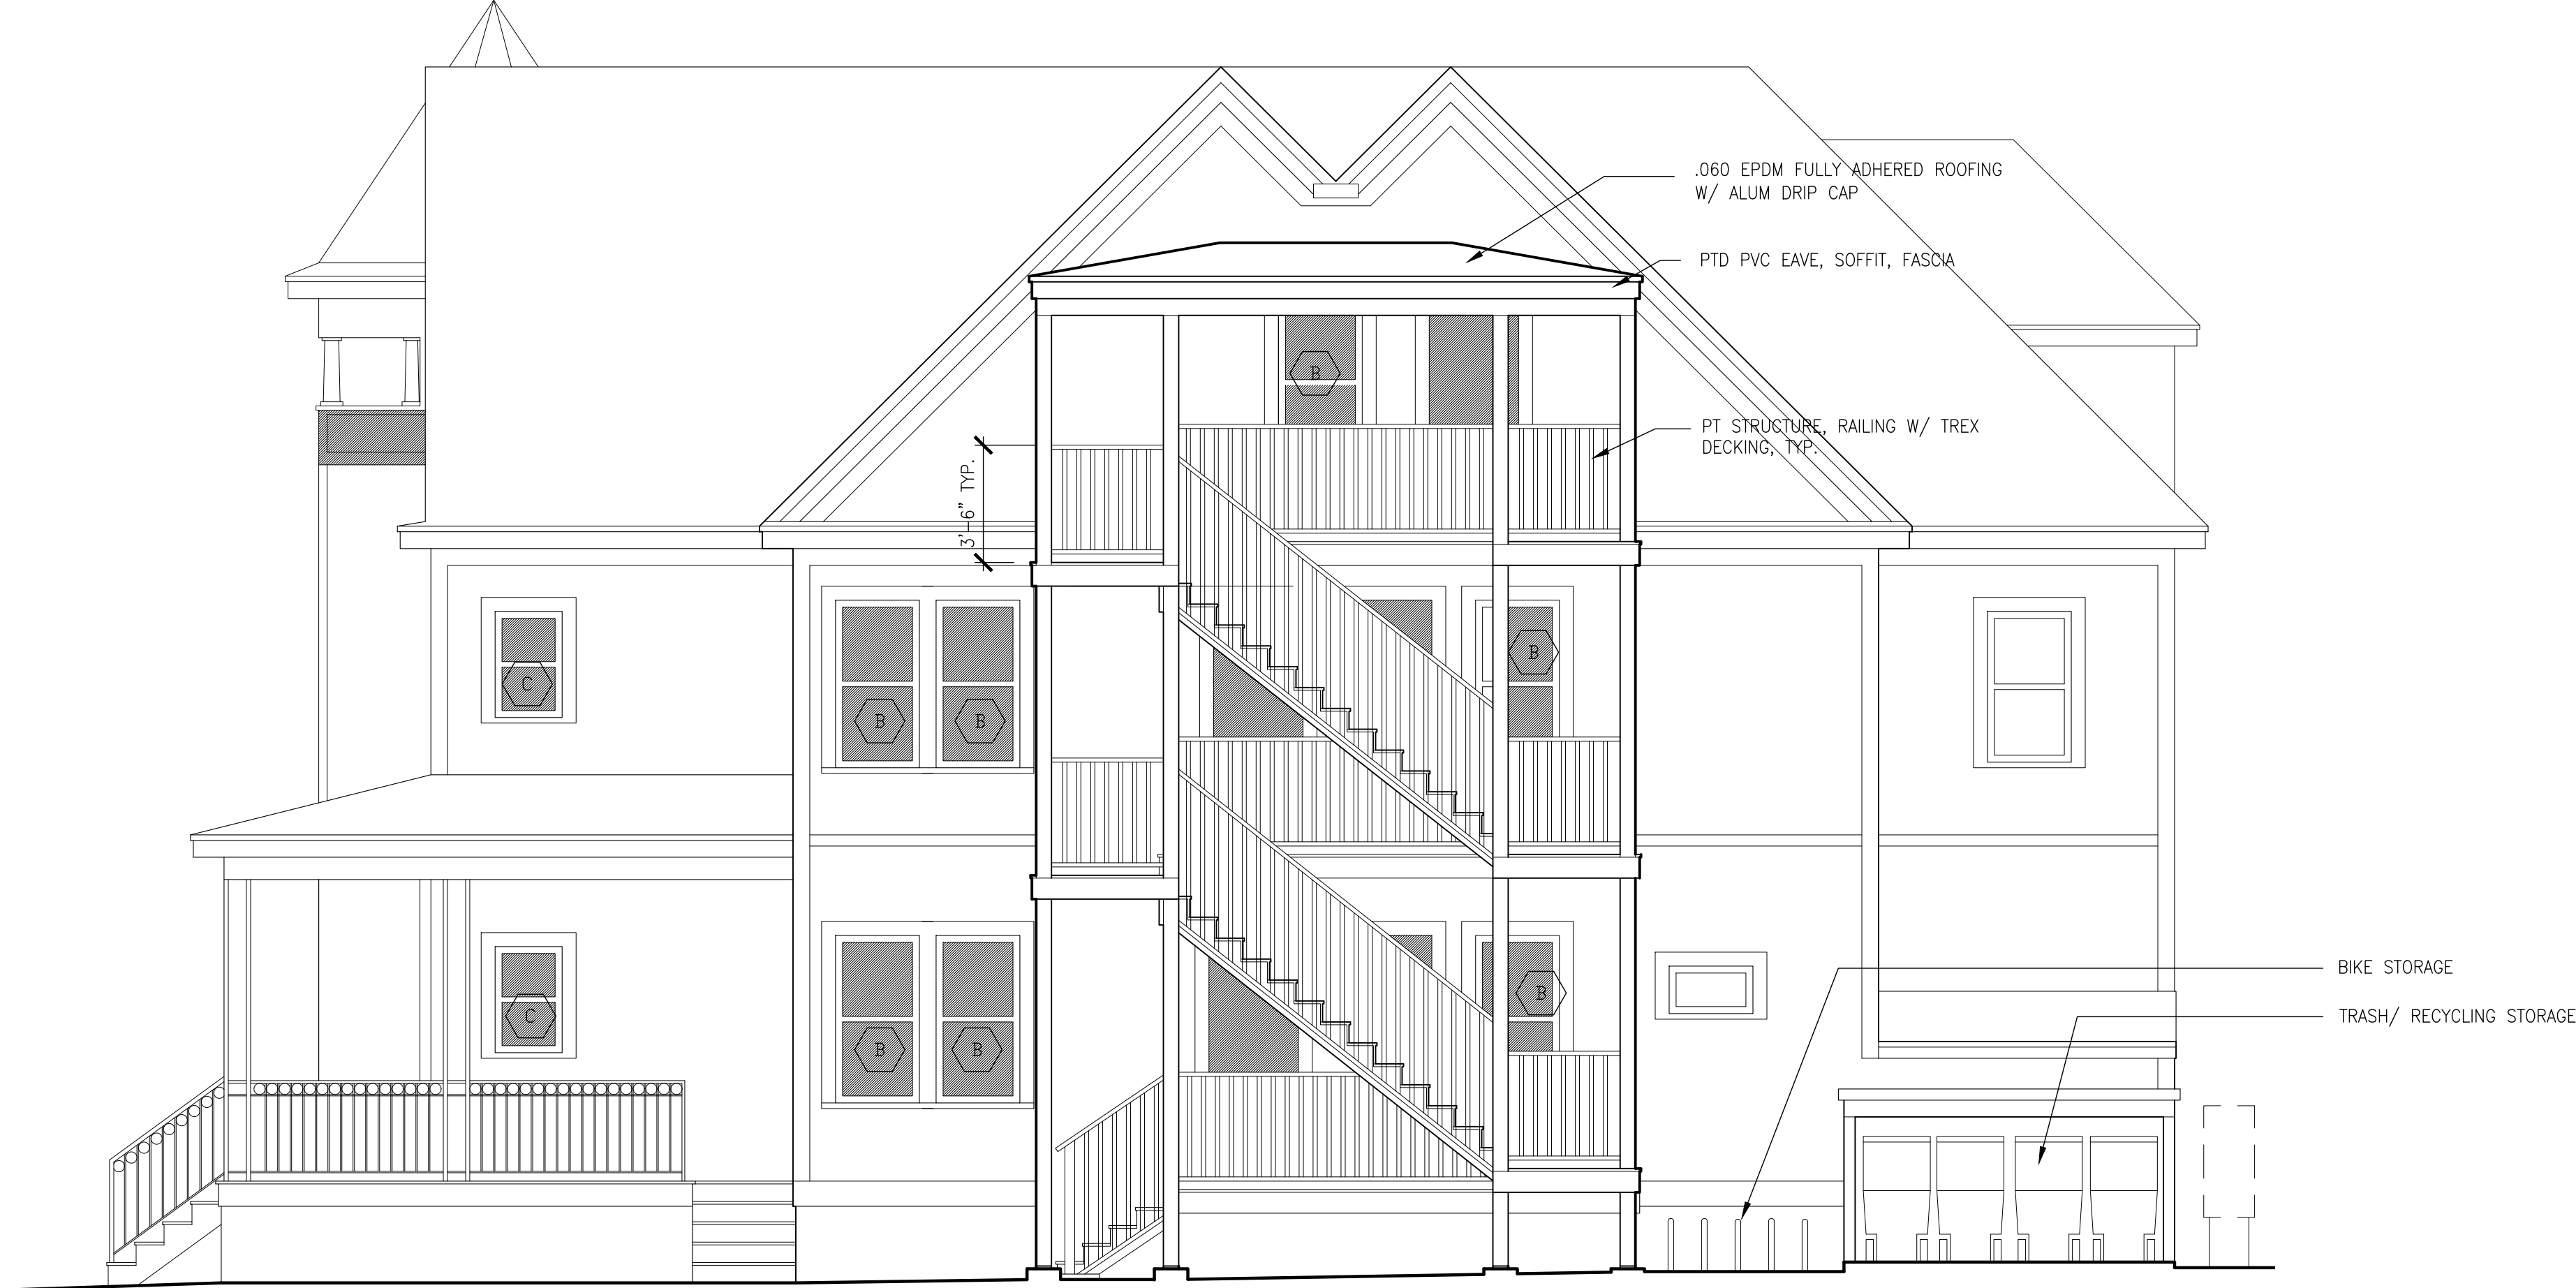 .060 EPDM FULLY ADHERED ROOFING
W/ ALUM DRIP CAP
PTD PVC EAVE, SOFFIT, FASCIA
B
PT STRUCTURE, RAILING W/ TREX
DECKING, TYP.
3'-6" TYP.
B
C
B
B
BIKE STORAGE
B
TRASH/ RECYCLING STORAGE
C
B
B